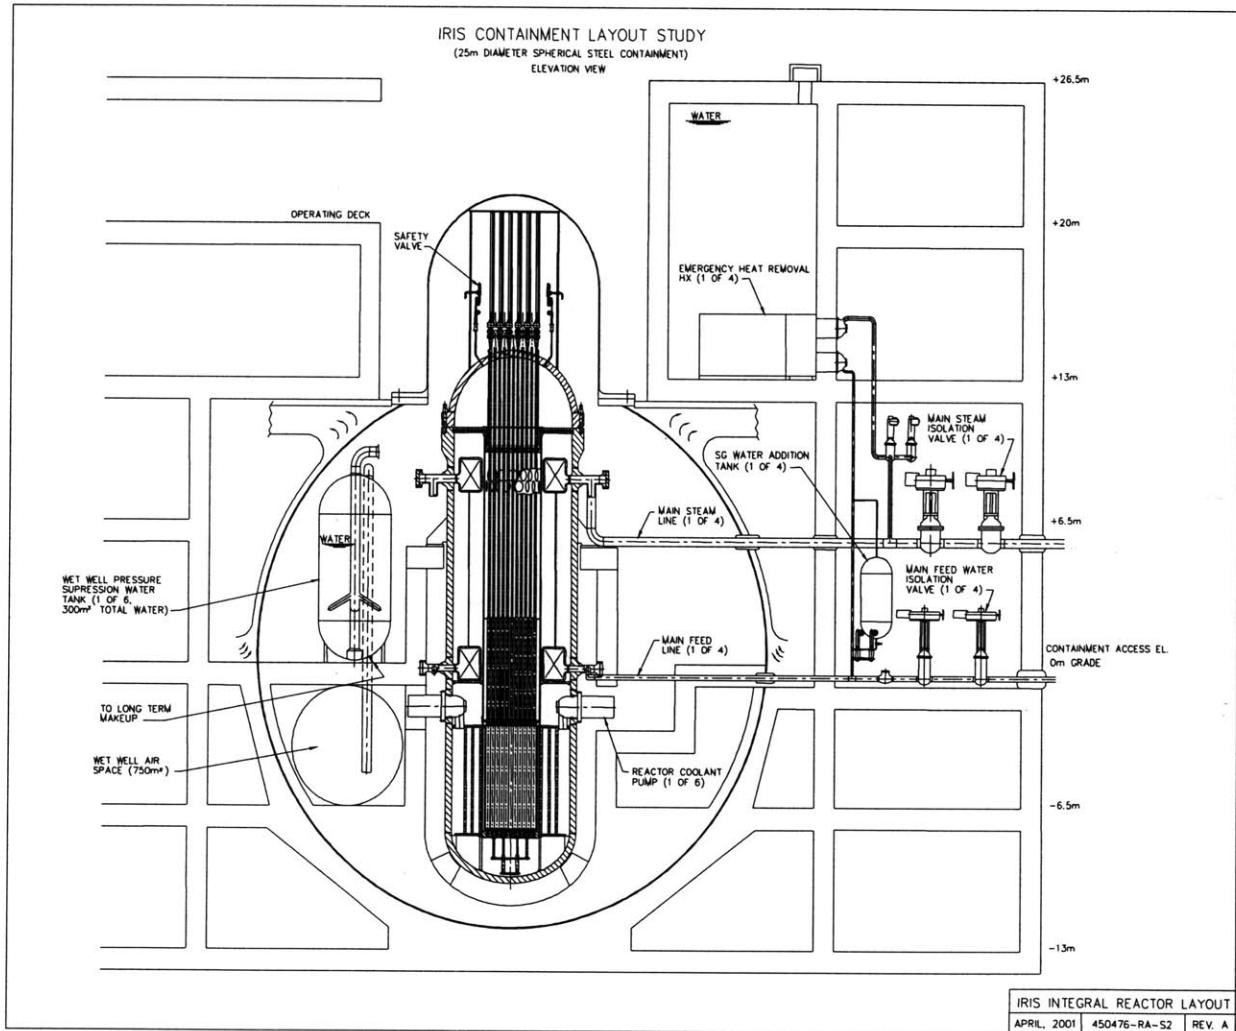 IRIS CONTAINMENT LAYOUT STUDY
(25m DIAMETER SPHERICAL STEEL CONTAINMENT)
ELEVATION VIEW
+26.5m
WATER
OPERATING DECK
+20m
SAFETY
VALVE
EMERGENCY HEAT REMOVAL
HX (1 OF 4)
+13m
MAIN STEAM
ISOLATION
VALVE (1 OF 4)
SG WATER ADDITION
TANK (1 OF 4)
MAIN STEAM
LINE (1 OF 4)
+6.5m
WATER
WET WELL PRESSURE
SUPRESSION WATER
TANK (1 OF 6,
300m³ TOTAL WATER)
MAIN FEED WATER
ISOLATION
VALVE (1 OF 4)
MAIN FEED
LINE (1 OF 4)
CONTAINMENT ACCESS EL.
0m GRADE
TO LONG TERM
MAKEUP
WET WELL AIR
SPACE (750m³)
REACTOR COOLANT
PUMP (1 OF 6)
-6.5m
-13m
IRIS INTEGRAL REACTOR LAYOUT
APRIL, 2001 450476-RA-S2 REV. A